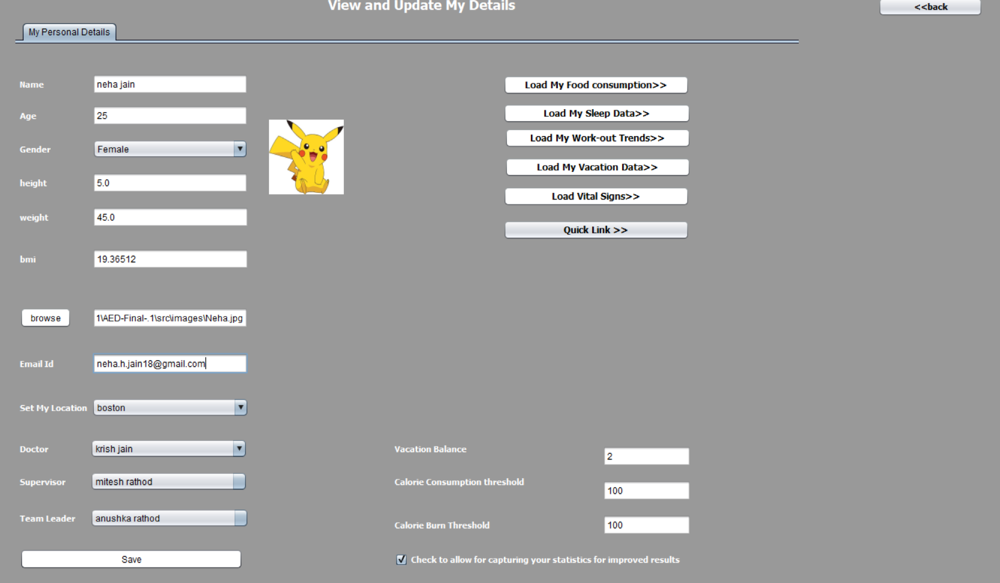 View and Update My Details
<<back
My Personal Details
Name
neha jain
Age
25
Gender
Female
height
5.0
weight
45.0
bmi
19.36512
browse
1\AED-Final-.1\src\images\Neha.jpg
Email Id
neha.h.jain18@gmail.com
Set My Location
boston
Doctor
krish jain
Supervisor
mitesh rathod
Team Leader
anushka rathod
Save
Load My Food consumption>>
Load My Sleep Data>>
Load My Work-out Trends>>
Load My Vacation Data>>
Load Vital Signs>>
Quick Link >>
Vacation Balance
2
Calorie Consumption threshold
100
Calorie Burn Threshold
100
Check to allow for capturing your statistics for improved results